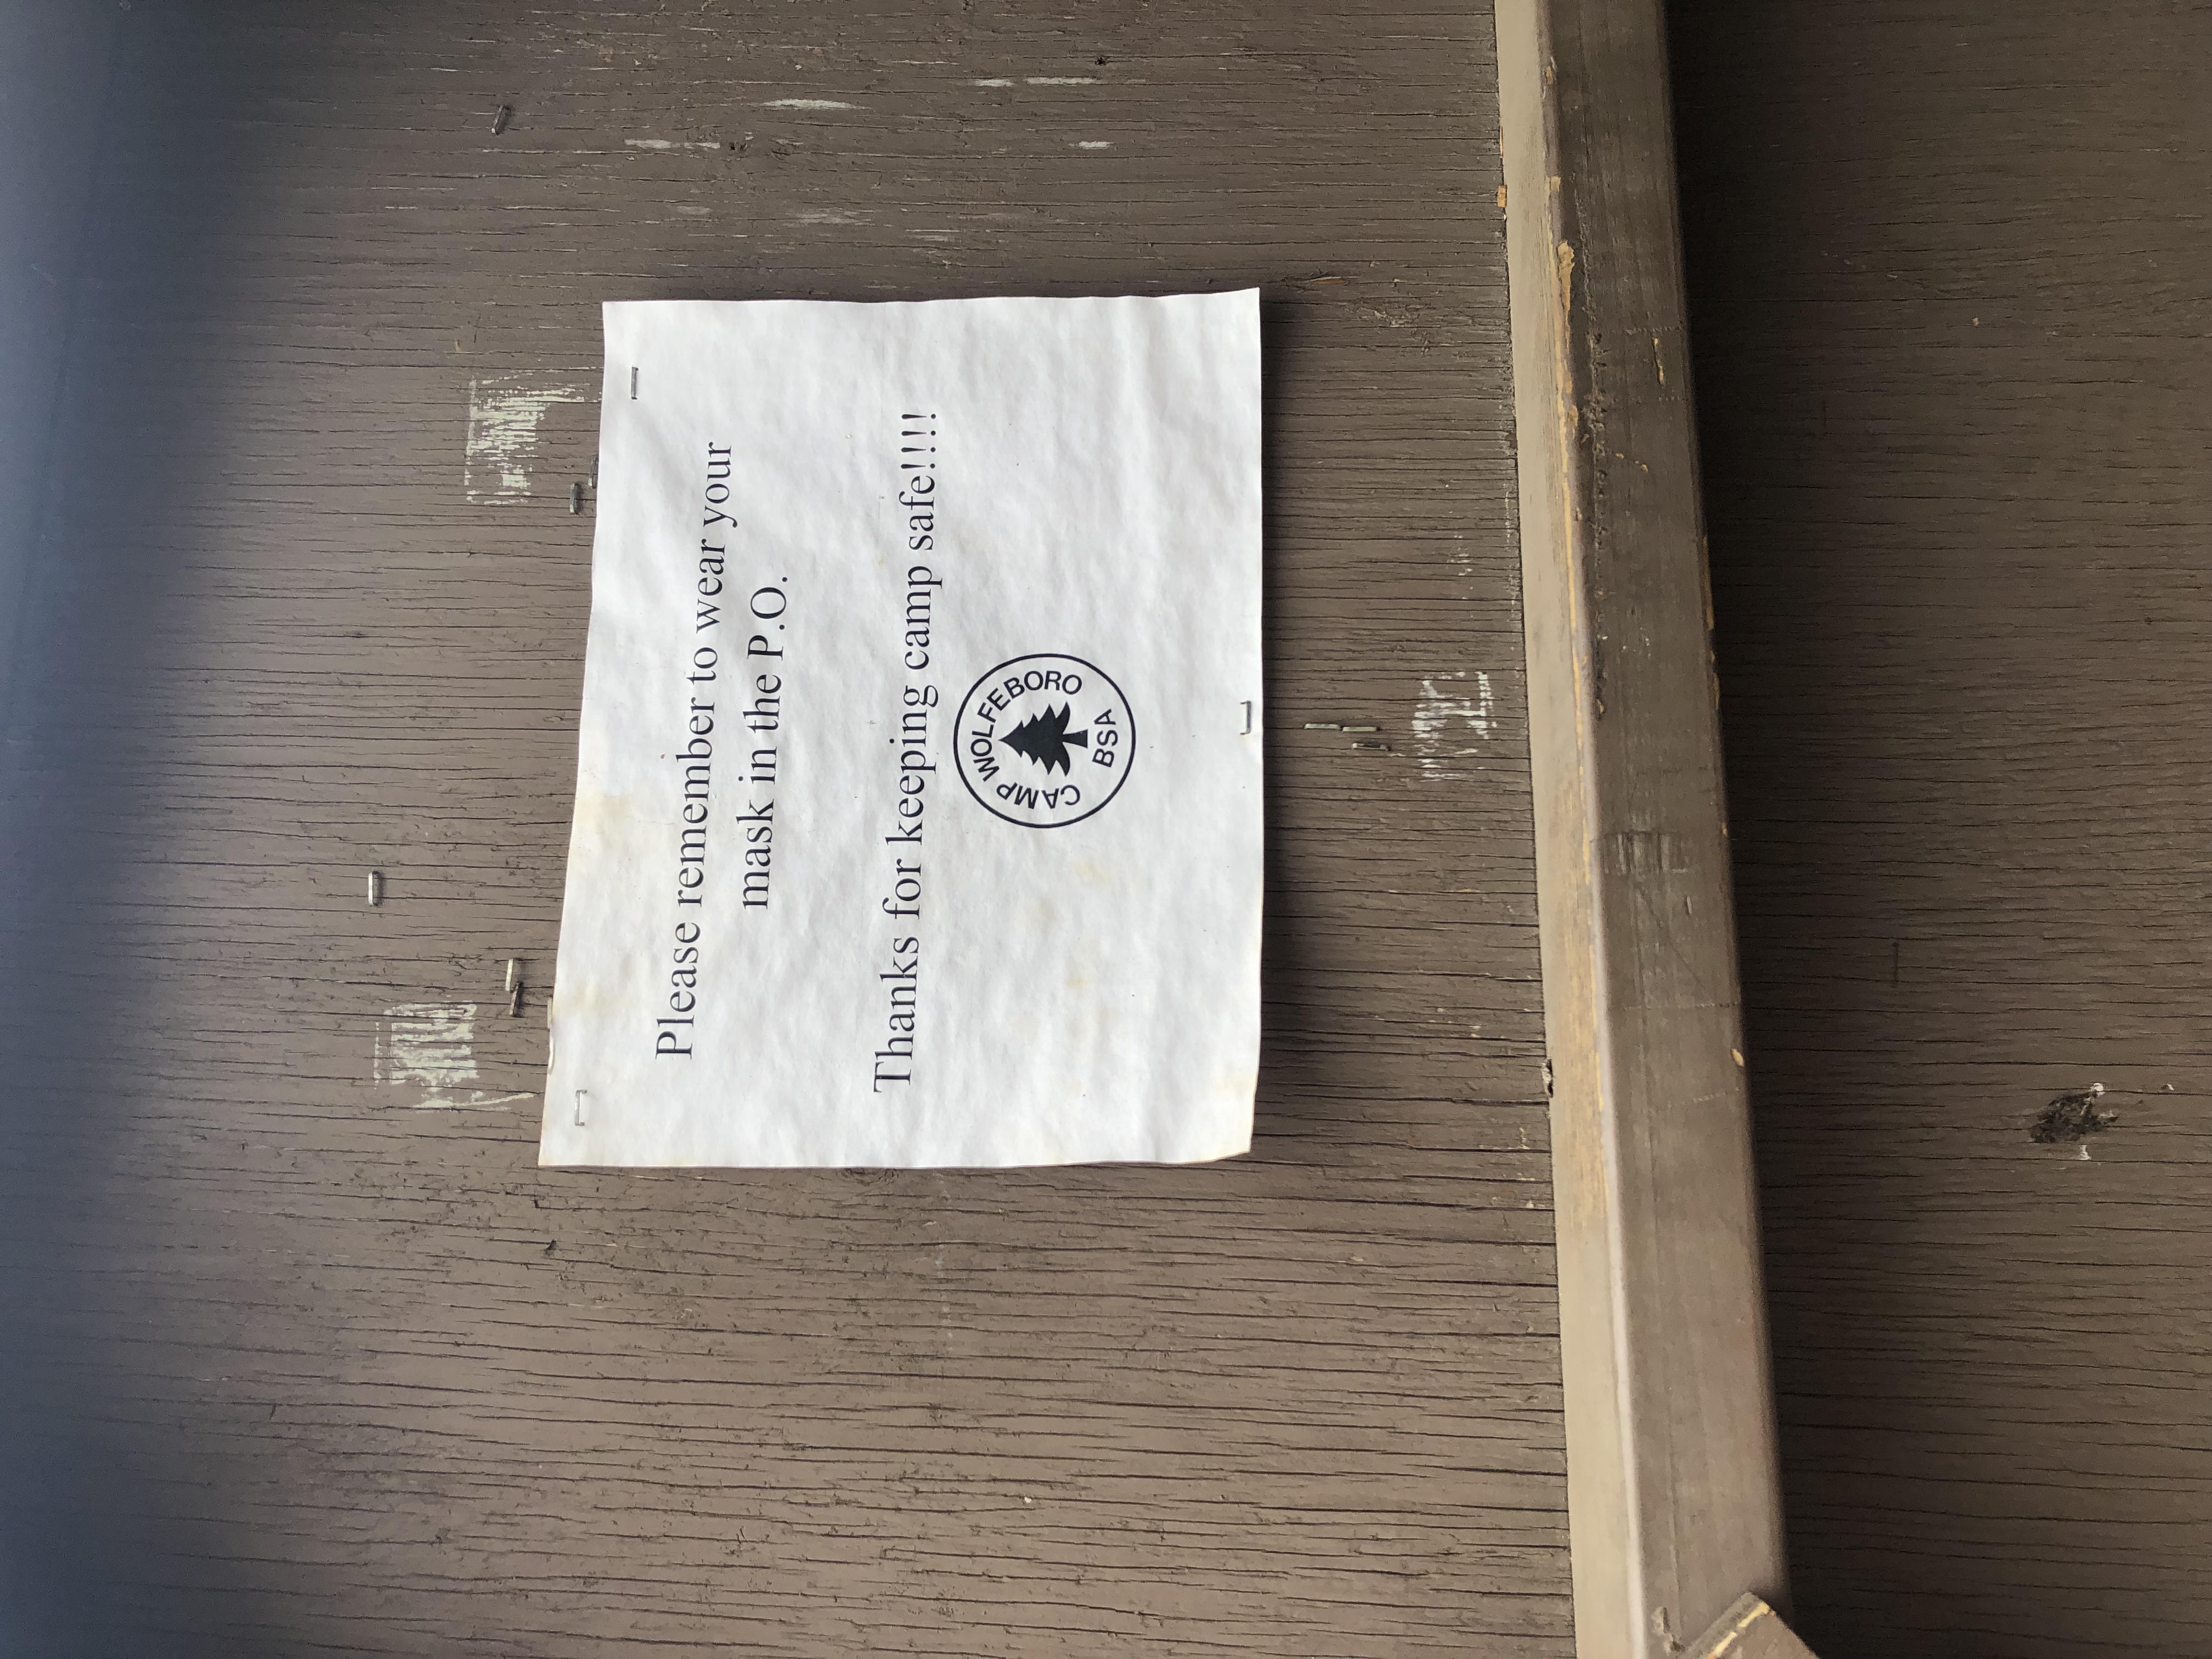 Please remember to wear your
mask in the P.O.
Thanks for keeping camp safe!!!!!
CAMP WOLFEBORO
BSA